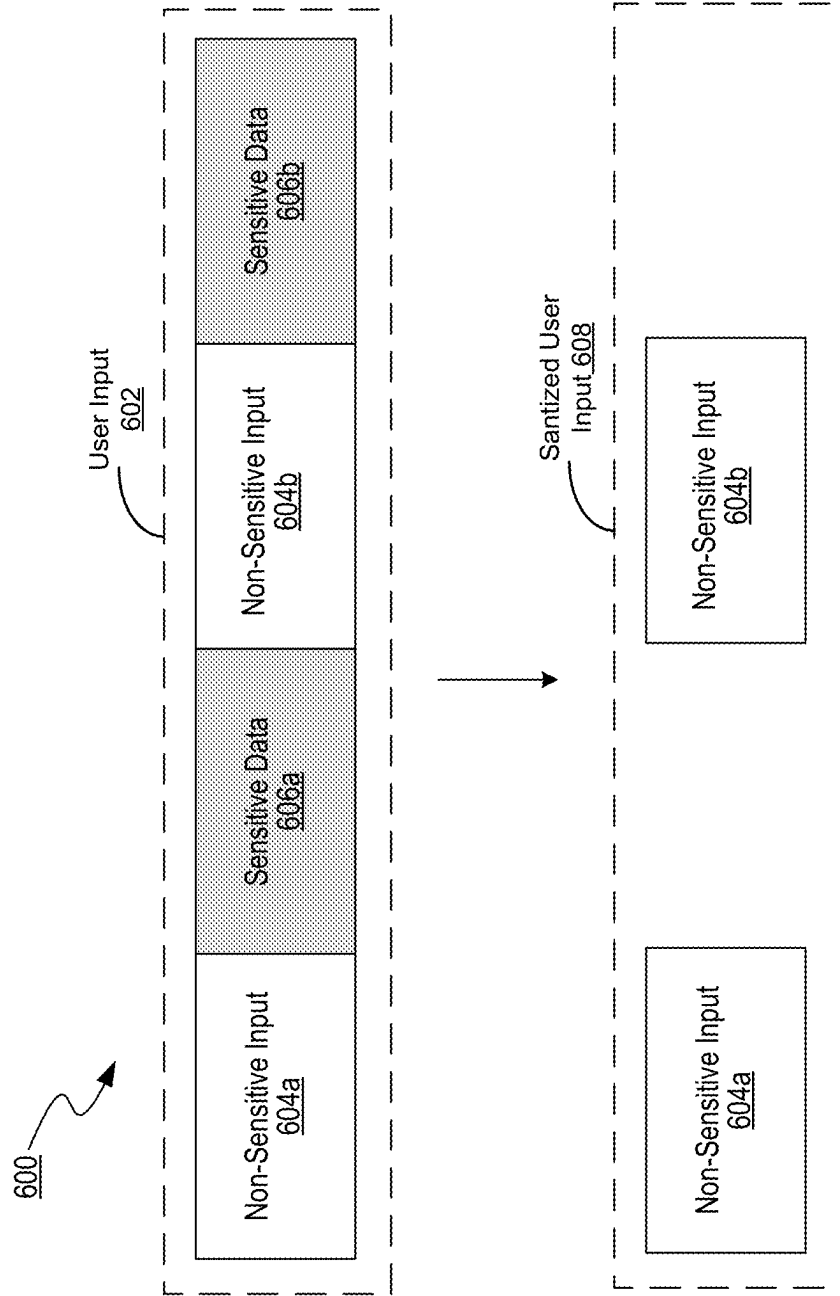 600
User Input
602
Non-Sensitive Input
604a
Sensitive Data
606a
Non-Sensitive Input
604b
Sensitive Data
606b
Santized User
Input 608
Non-Sensitive Input
604a
Non-Sensitive Input
604b